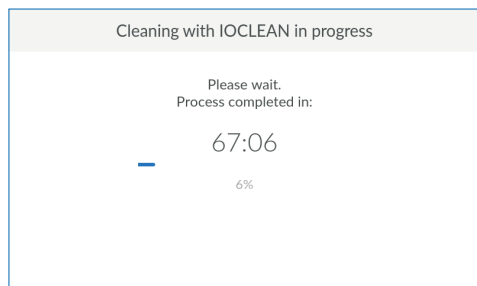 Cleaning with IOCLEAN in progress
Please wait.
Process completed in:
67:06
6%